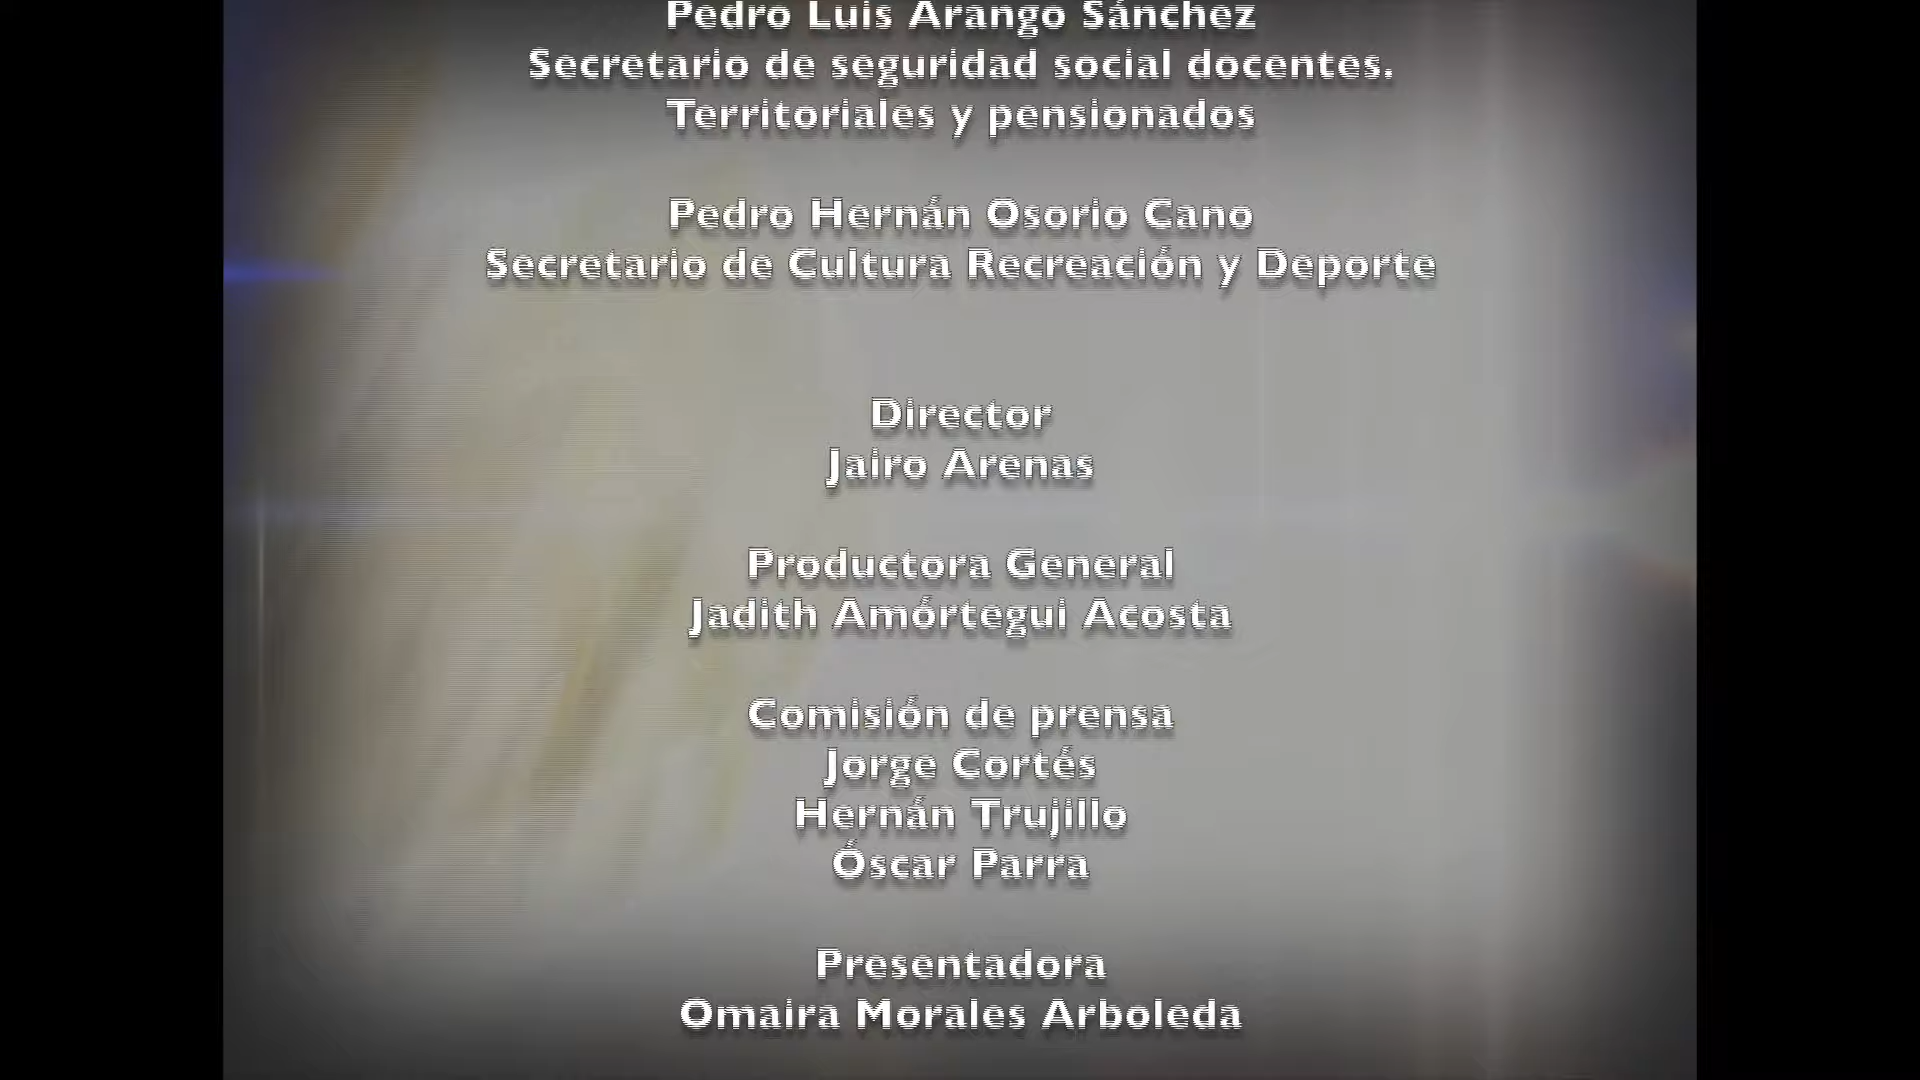 Pedro Luis Arango Sánchez
Secretario de seguridad social docentes.
Territoriales y pensionados
Pedro Hernán Osorio Cano
Secretario de Cultura Recreación y Deporte
Director
Jairo Arenas
Productora General
Jadith Amórtegui Acosta
Comisión de prensa
Jorge Cortés
Hernán Trujillo
Óscar Parra
Presentadora
Omaira Morales Arboleda